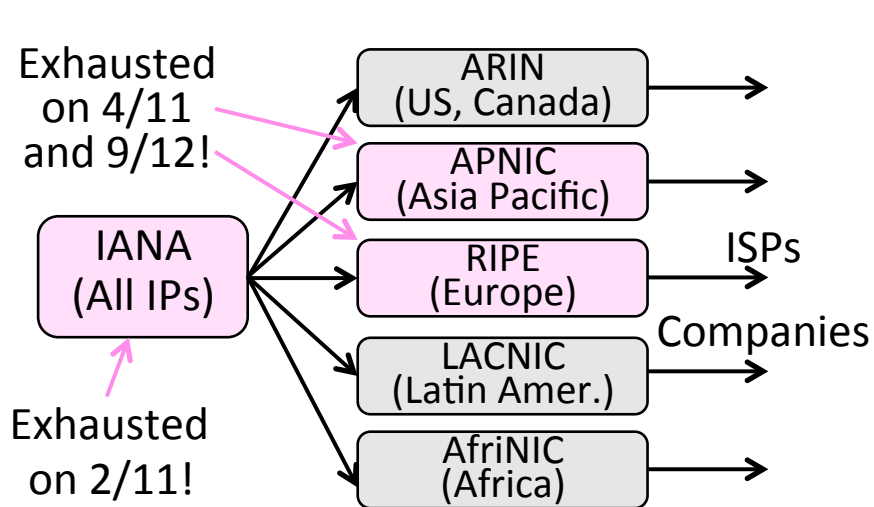 Exhausted
on 4/11
and 9/12!
IANA
(All IPs)
Exhausted
on 2/11!
ARIN
(US, Canada)
APNIC
(Asia Pacific)
RIPE
(Europe)
LACNIC
(Latin Amer.)
AfriNIC
(Africa)
ISPs
Companies